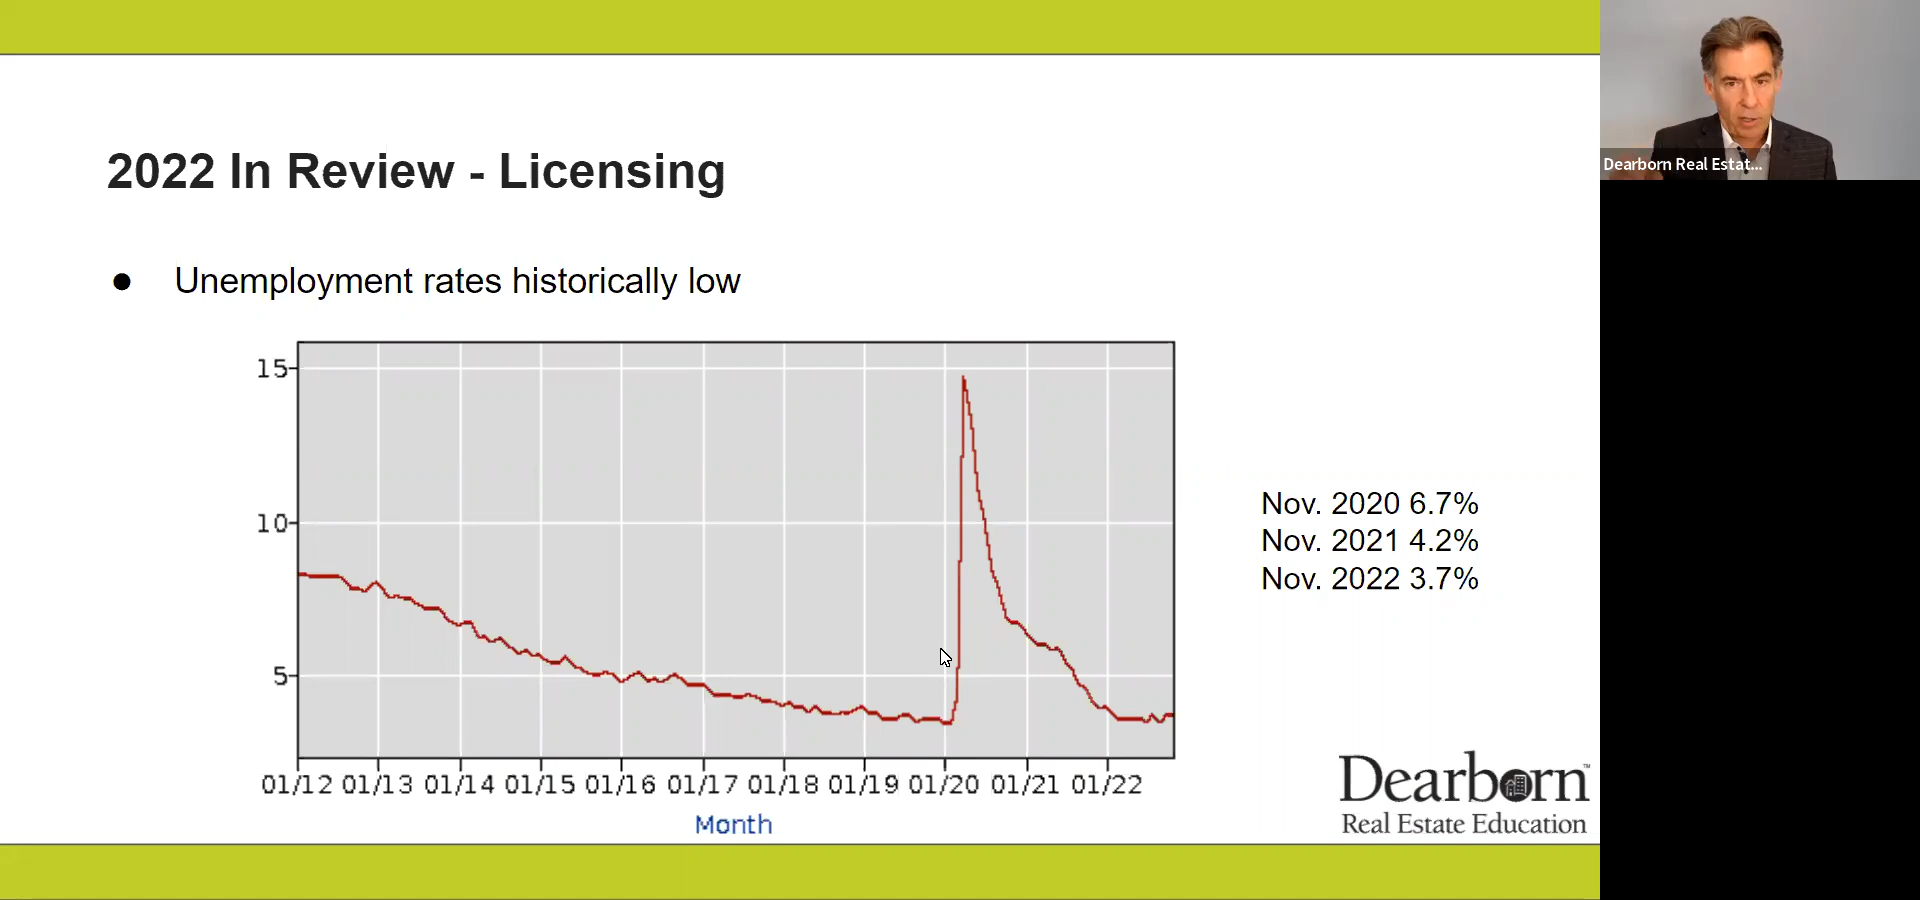 2022 In Review - Licensing
● Unemployment rates historically low
15
10
5
01/12 01/13 01/14 01/15 01/16 01/17 01/18 01/19 01/20 01/21 01/22
Month
Nov. 2020 6.7%
Nov. 2021 4.2%
Nov. 2022 3.7%
Dearborn™
Real Estate Education
Dearborn Real Estat...